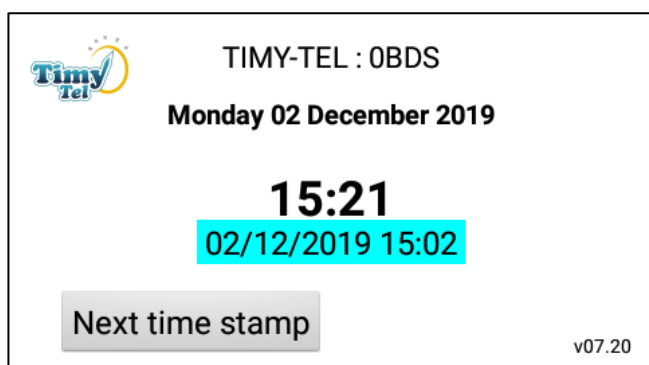 Timy
Tel
TIMY-TEL : 0BDS
Monday 02 December 2019
15:21
02/12/2019 15:02
Next time stamp
v07.20